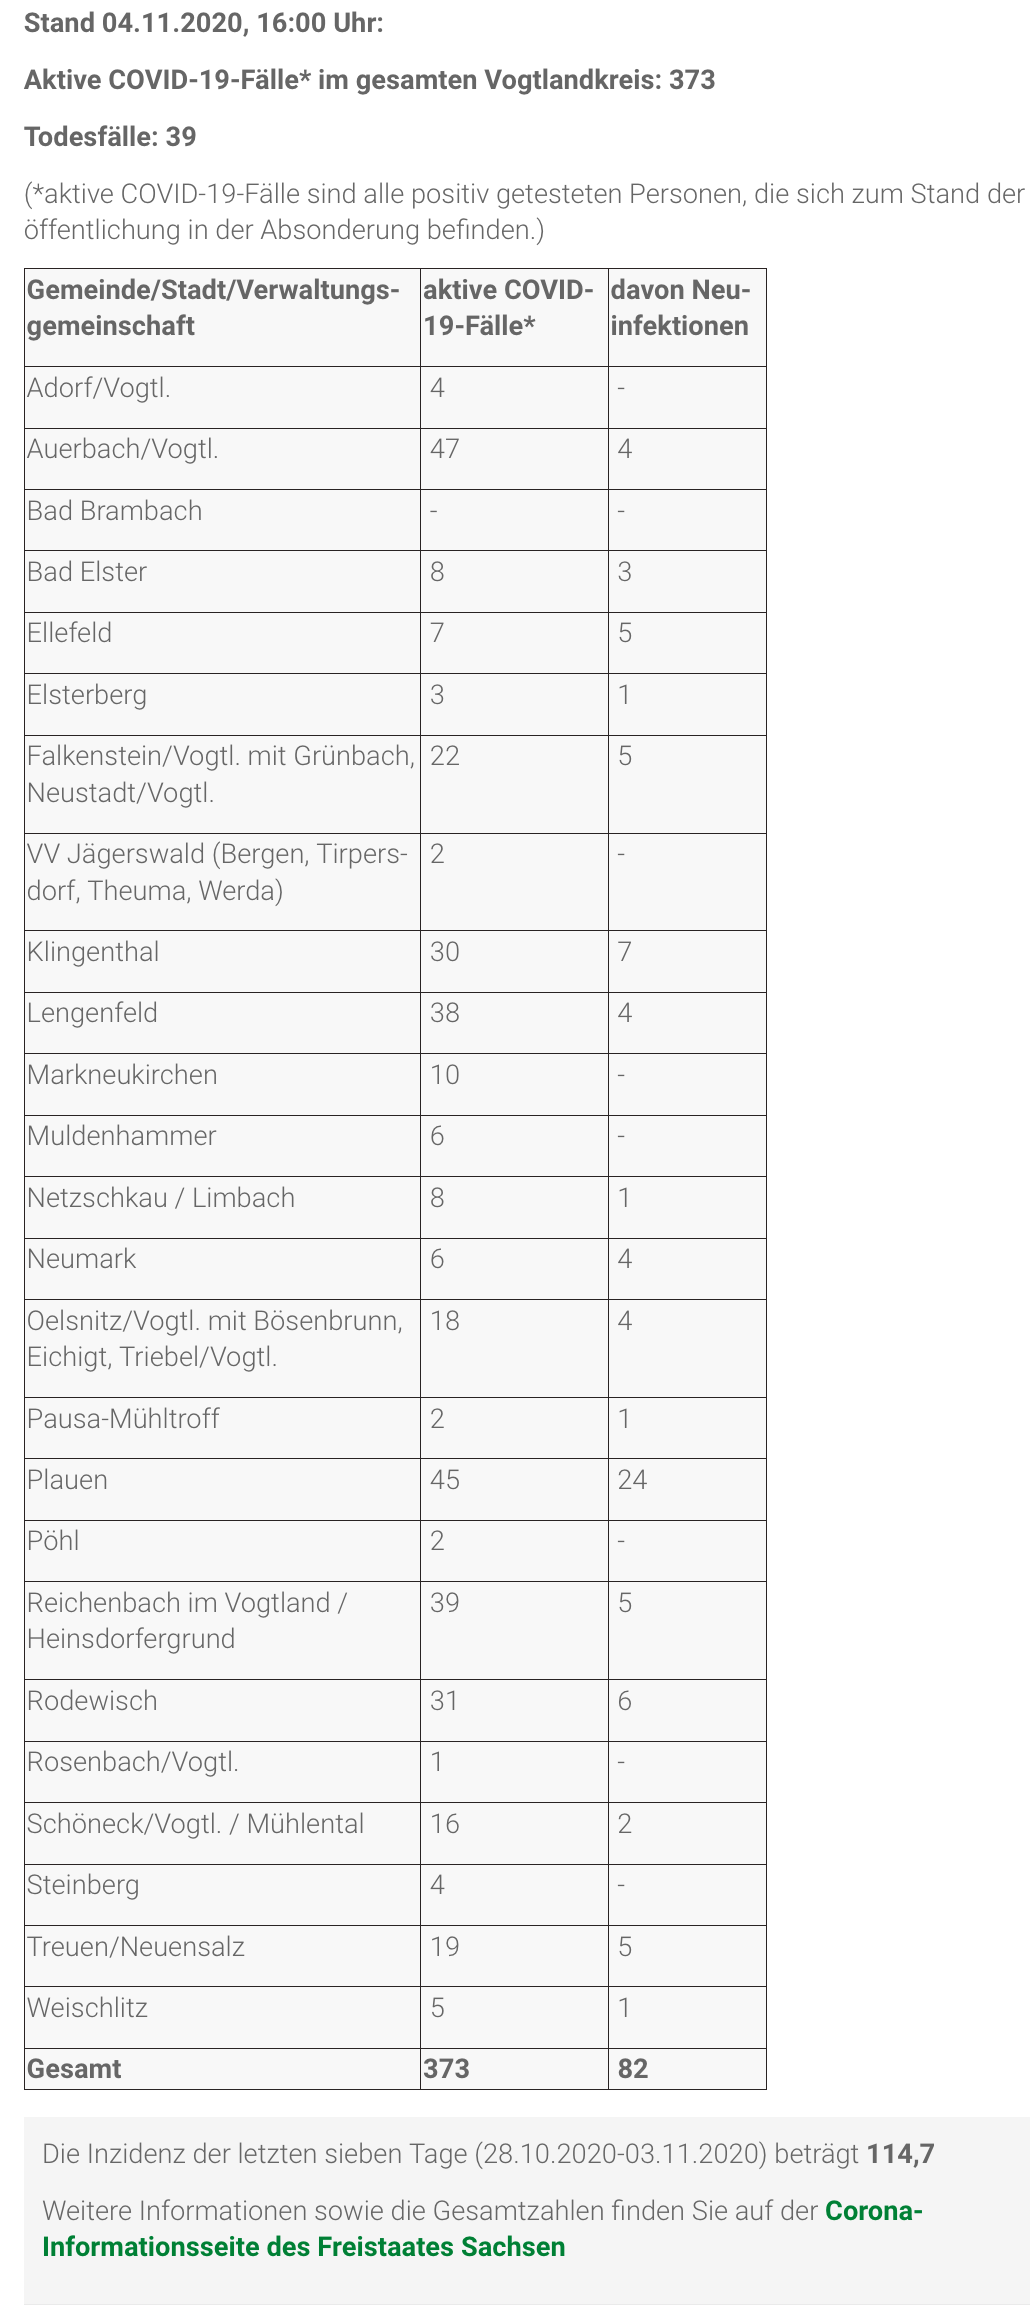 Stand 04.11.2020, 16:00 Uhr:
Aktive COVID-19-Fälle* im gesamten Vogtlandkreis: 373
Todesfälle: 39
(*aktive COVID-19-Fälle sind alle positiv getesteten Personen, die sich zum Stand der
öffentlichung in der Absonderung befinden.)
Gemeinde/Stadt/Verwaltungs- aktive COVID- davon Neu-
gemeinschaft 19-Fälle* infektionen
Adorf/Vogtl. 4 -
Auerbach/Vogtl. 47 4
Bad Brambach - -
Bad Elster 8 3
Ellefeld 7 5
Elsterberg 3 1
Falkenstein/Vogtl. mit Grünbach, 22 5
Neustadt/Vogtl.
VV Jägerswald (Bergen, Tirpers- 2 -
dorf, Theuma, Werda)
Klingenthal 30 7
Lengenfeld 38 4
Markneukirchen 10 -
Muldenhammer 6 -
Netzschkau / Limbach 8 1
Neumark 6 4
Oelsnitz/Vogtl. mit Bösenbrunn, 18 4
Eichigt, Triebel/Vogtl.
Pausa-Mühltroff 2 1
Plauen 45 24
Pöhl 2 -
Reichenbach im Vogtland / 39 5
Heinsdorfergrund
Rodewisch 31 6
Rosenbach/Vogtl. 1 -
Schöneck/Vogtl. / Mühlental 16 2
Steinberg 4 -
Treuen/Neuensalz 19 5
Weischlitz 5 1
Gesamt 373 82
Die Inzidenz der letzten sieben Tage (28.10.2020-03.11.2020) beträgt 114,7
Weitere Informationen sowie die Gesamtzahlen finden Sie auf der Corona-
Informationsseite des Freistaates Sachsen